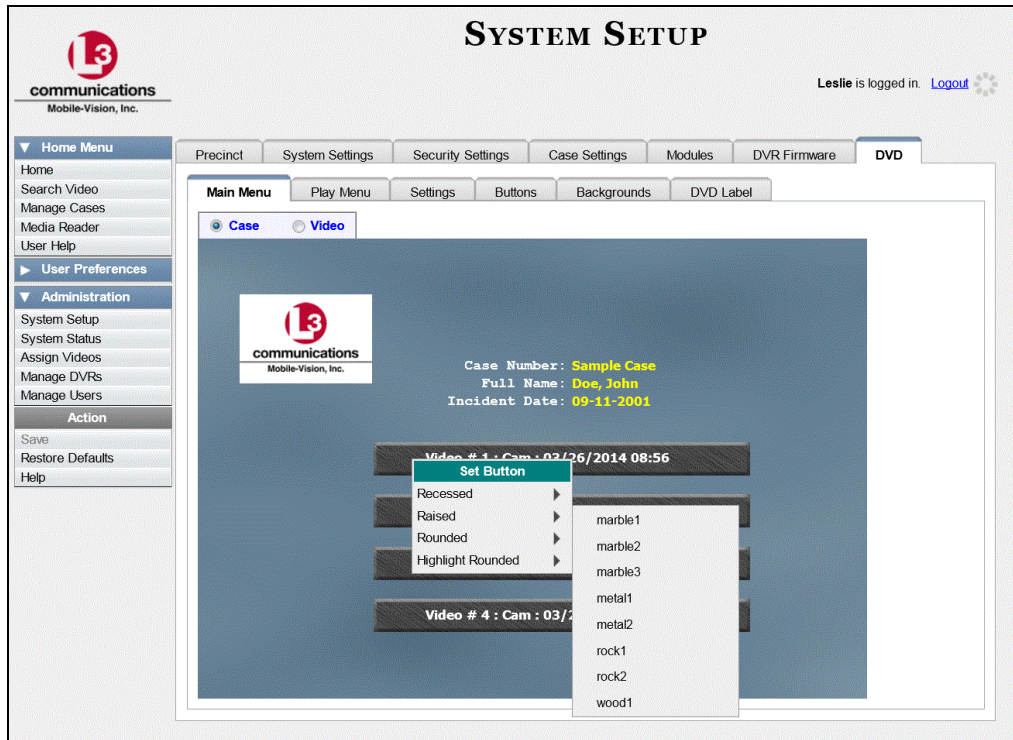 SYSTEM SETUP
L3
communications
Mobile-Vision, Inc.
Leslie is logged in. Logout
Home Menu
Home
Search Video
Manage Cases
Media Reader
User Help
User Preferences
Administration
System Setup
System Status
Assign Videos
Manage DVRs
Manage Users
Action
Save
Restore Defaults
Help
Precinct System Settings Security Settings Case Settings Modules DVR Firmware DVD
Main Menu Play Menu Settings Buttons Backgrounds DVD Label
Case Video
L3
communications
Mobile-Vision, Inc.
Case Number: Sample Case
Full Name: Doe, John
Incident Date: 09-11-2001
Video # 1 : Cam : 03/26/2014 08:56
Set Button
Recessed
Raised
Rounded
Highlight Rounded
marble1
marble2
marble3
metal1
metal2
rock1
rock2
wood1
Video # 4 : Cam : 03/2